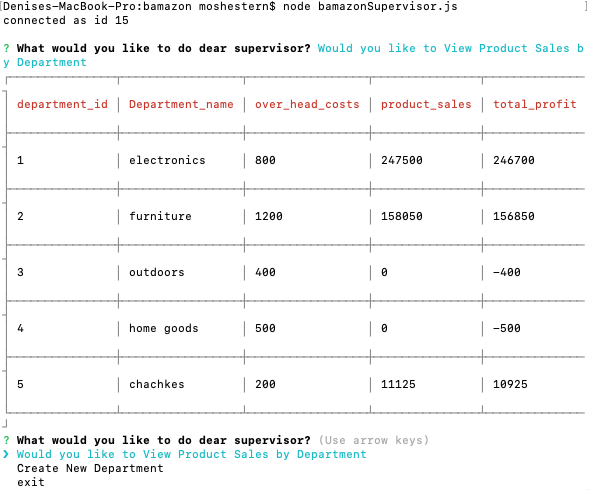 [Denises-MacBook-Pro:bamazon moshestern$ node bamazonSupervisor.js ]
connected as id 15
? What would you like to do dear supervisor? Would you like to View Product Sales b
y Department
department_id Department_name over_head_costs product_sales total_profit
1 electronics 800 247500 246700
2 furniture 1200 158050 156850
3 outdoors 400 0 -400
4 home goods 500 0 -500
5 chachkes 200 11125 10925
? What would you like to do dear supervisor? (Use arrow keys)
❯ Would you like to View Product Sales by Department
Create New Department
exit